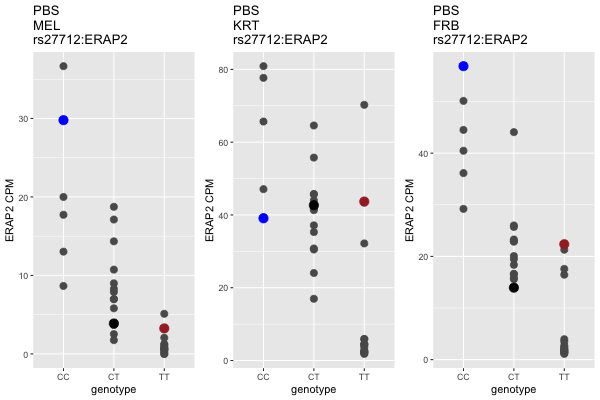 PBS
MEL
rs27712:ERAP2
ERAP2 CPM
30
20
10
0
CC
CT
TT
genotype
PBS
KRT
rs27712:ERAP2
ERAP2 CPM
80
60
40
20
0
CC
CT
TT
genotype
PBS
FRB
rs27712:ERAP2
ERAP2 CPM
40
20
0
CC
CT
TT
genotype